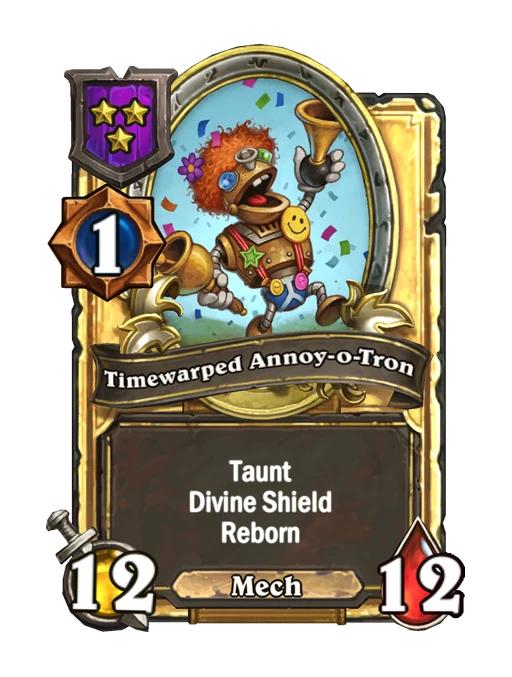 1
Timewarped Annoy-o-Tron
Taunt
Divine Shield
Reborn
12
Mech
12